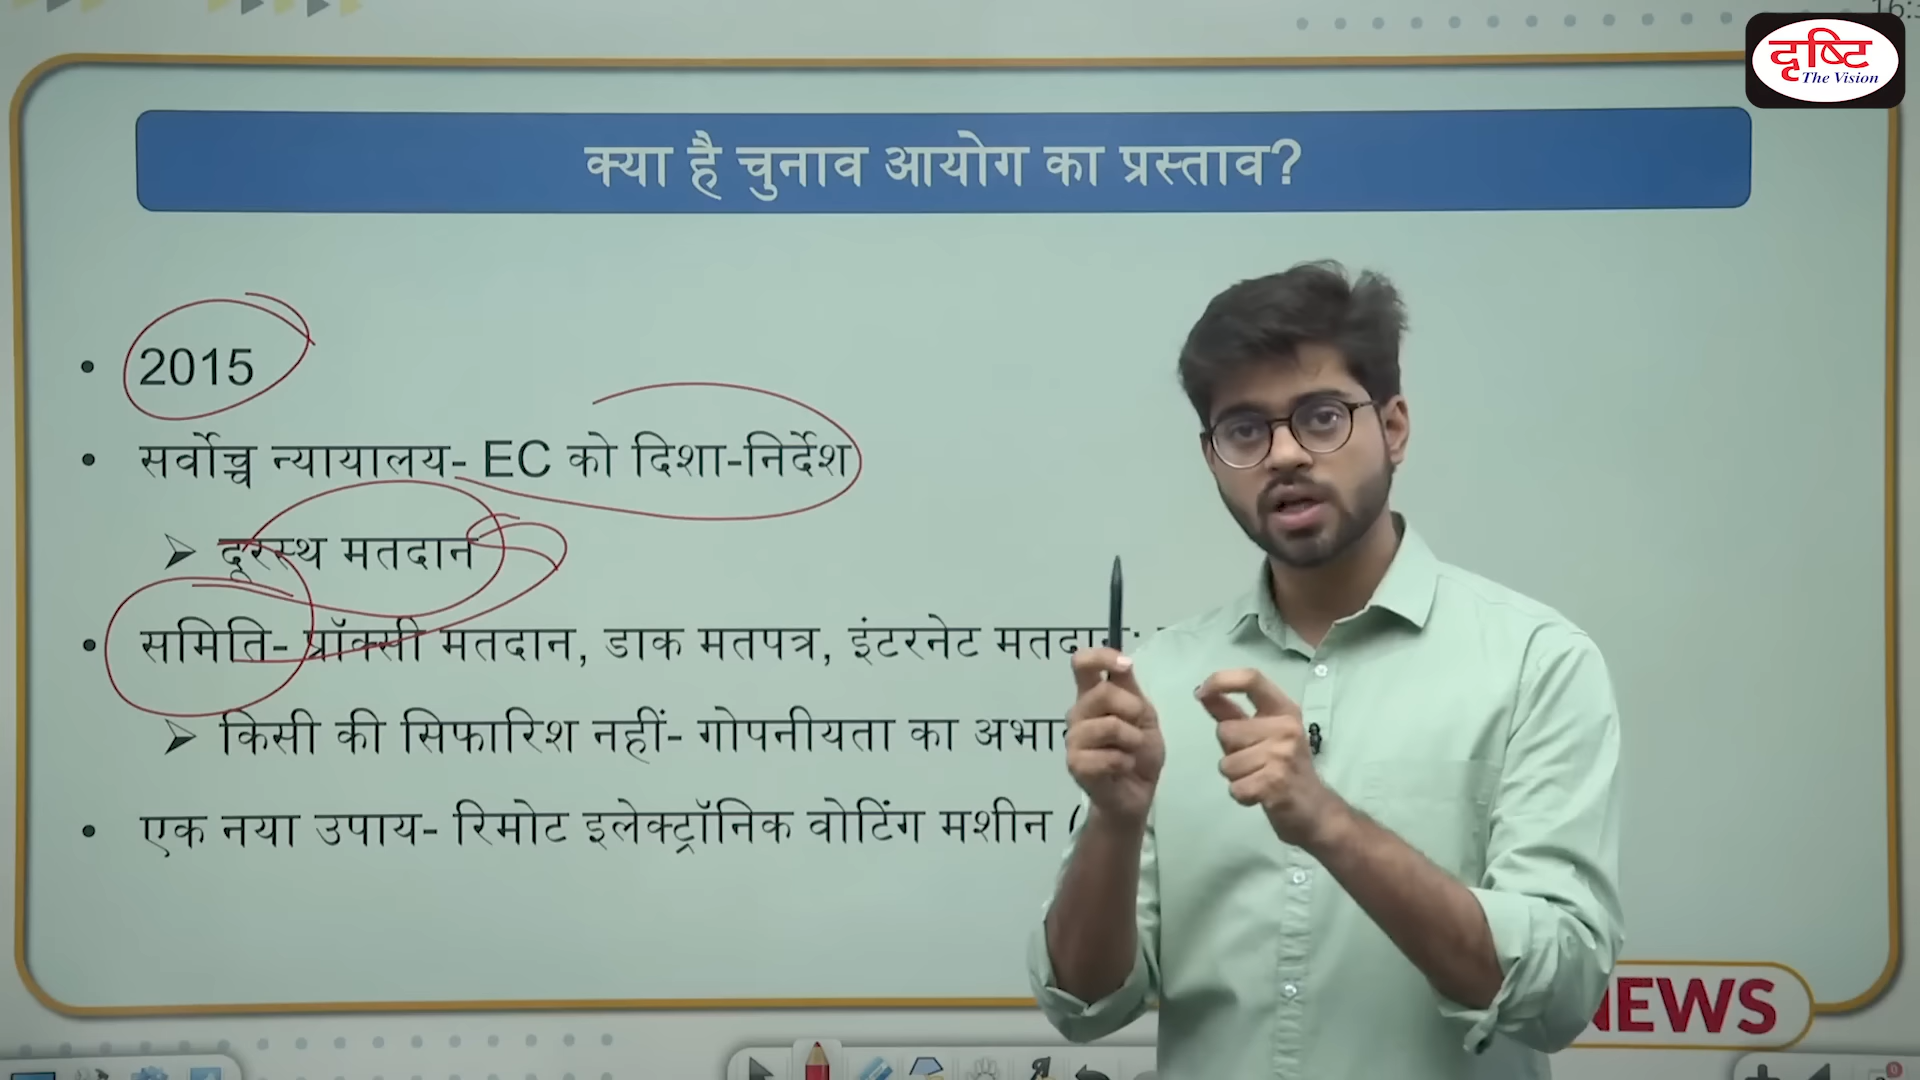 16:
दृष्टि
The Vision
क्या है चुनाव आयोग का प्रस्ताव?
• 2015
• सर्वोच्च न्यायालय- EC को दिशा-निर्देश
➢ दूरस्थ मतदान
• समिति- प्रॉक्सी मतदान, डाक मतपत्र, इंटरनेट मतदान;
➢ किसी की सिफारिश नहीं- गोपनीयता का
• एक नया उपाय- रिमोट इलेक्ट्रॉनिक वोटिंग मशीन (
NEWS